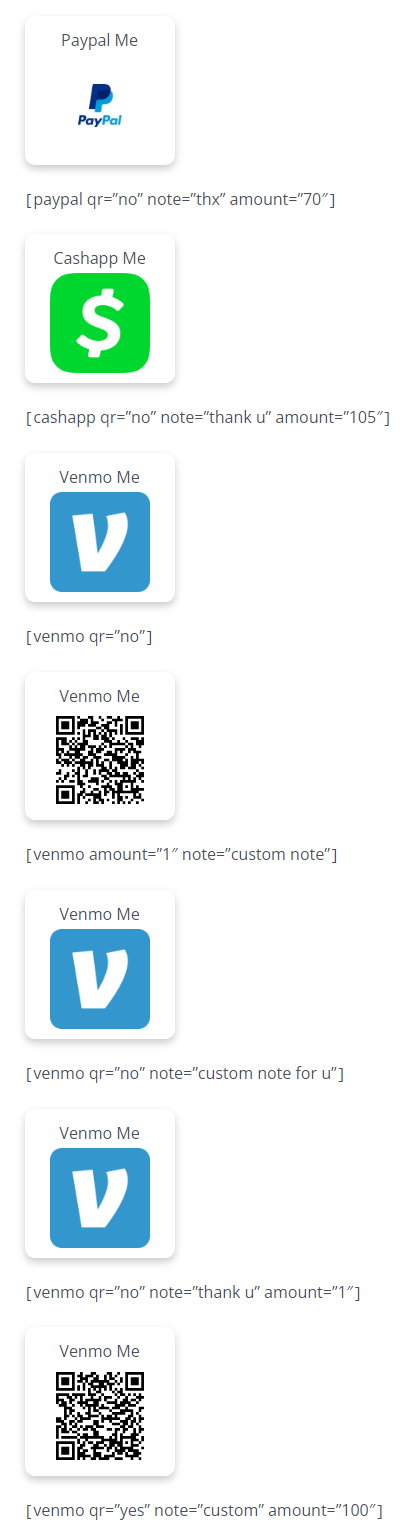 Paypal Me
PayPal
[paypal qr=”no” note=”thx” amount=”70″]
Cashapp Me
$
[cashapp qr=”no” note=”thank u” amount=”105″]
Venmo Me
V
[venmo qr=”no”]
Venmo Me
[venmo amount=”1″ note=”custom note”]
Venmo Me
V
[venmo qr=”no” note=”custom note for u”]
Venmo Me
V
[venmo qr=”no” note=”thank u” amount=”1″]
Venmo Me
[venmo qr=”yes” note=”custom” amount=”100″]